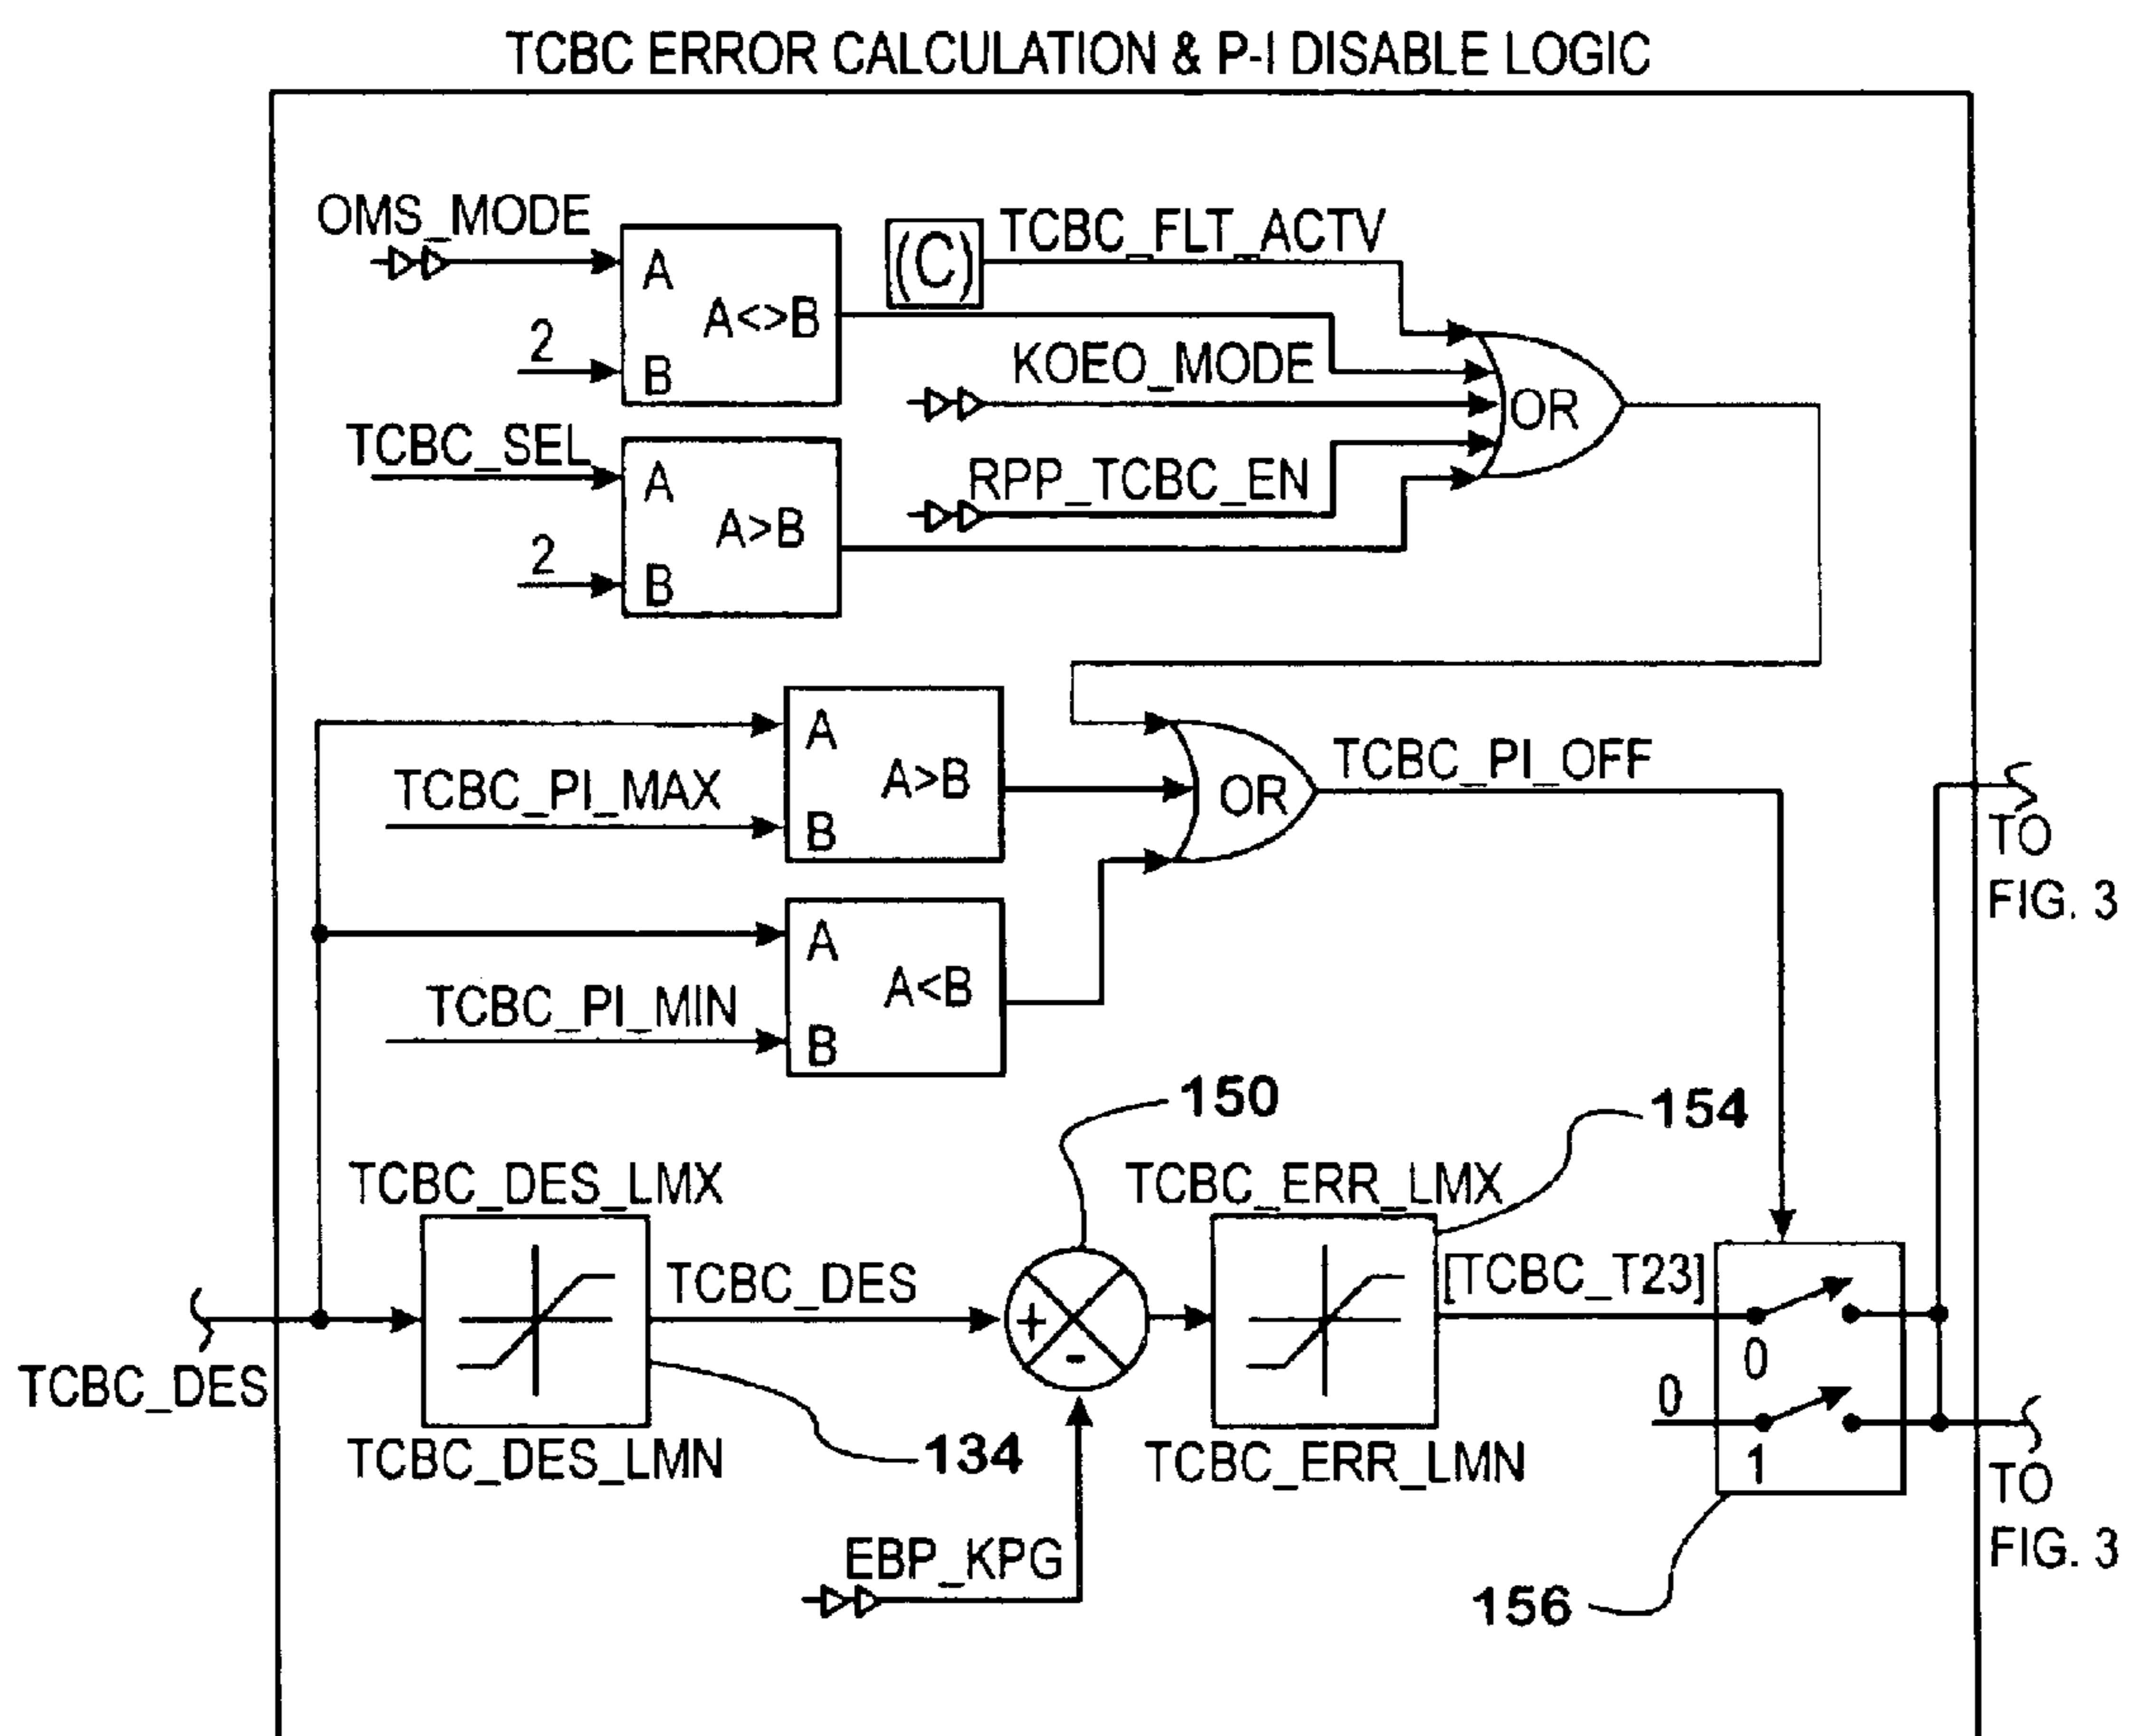 TCBC ERROR CALCULATION & P-I DISABLE LOGIC
OMS_MODE
A
A<>B
2
B
(C)
TCBC_FLT_ACTV
KOEO_MODE
OR
TCBC_SEL
A
A>B
2
B
RPP_TCBC_EN
A
TCBC_PI_MAX
A>B
B
OR
TCBC_PI_OFF
TO
FIG. 3
A
A<B
TCBC_PI_MIN
B
150
154
TCBC_DES_LMX
TCBC_ERR_LMX
TCBC_DES
[TCBC_T23]
+
-
0
TCBC_DES
0
1
TCBC_DES_LMN
134
TCBC_ERR_LMN
TO
FIG. 3
EBP_KPG
156